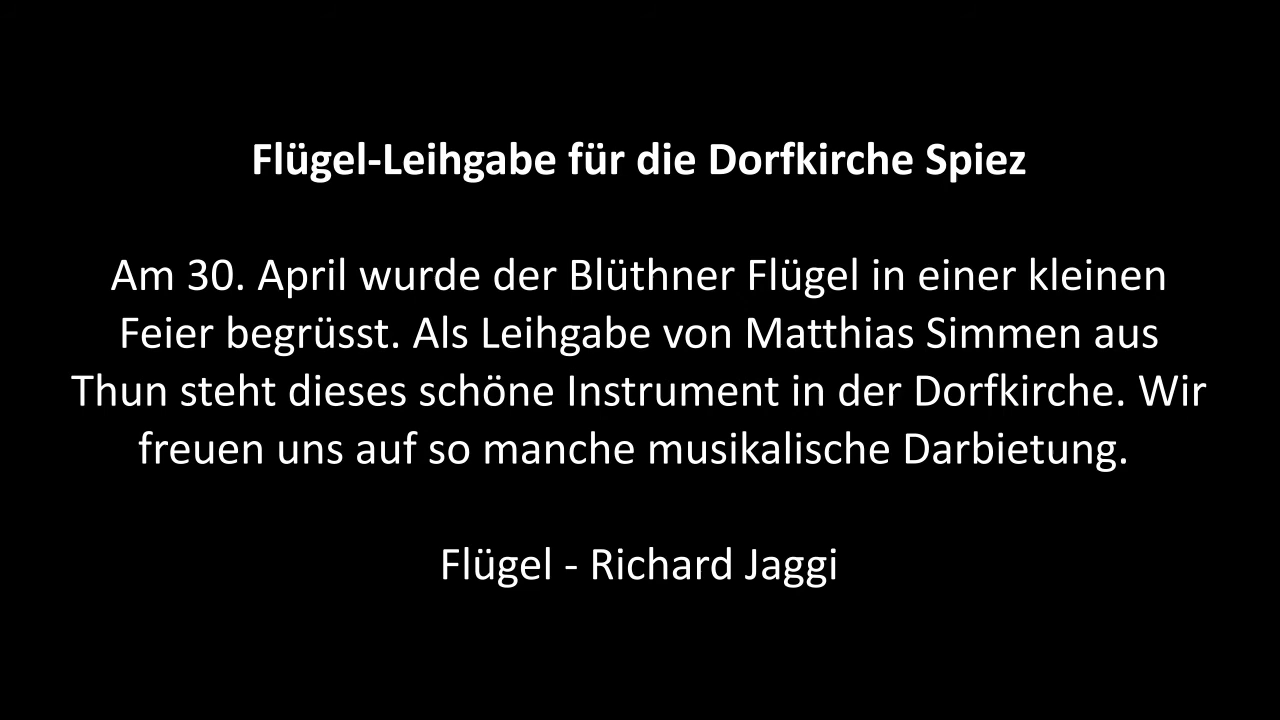 Flügel-Leihgabe für die Dorfkirche Spiez
Am 30. April wurde der Blüthner Flügel in einer kleinen
Feier begrüsst. Als Leihgabe von Matthias Simmen aus
Thun steht dieses schöne Instrument in der Dorfkirche. Wir
freuen uns auf so manche musikalische Darbietung.
Flügel - Richard Jaggi